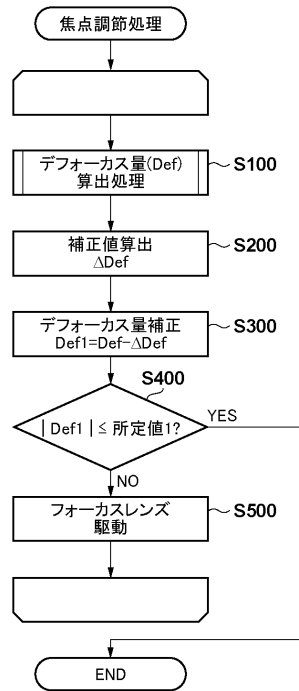 焦点調節処理
デフォーカス量(Def)
算出処理
S100
補正値算出
ΔDef
S200
デフォーカス量補正
Def1=Def-ΔDef
S300
S400
| Def1 | ≤ 所定値1?
YES
NO
フォーカスレンズ
駆動
S500
END